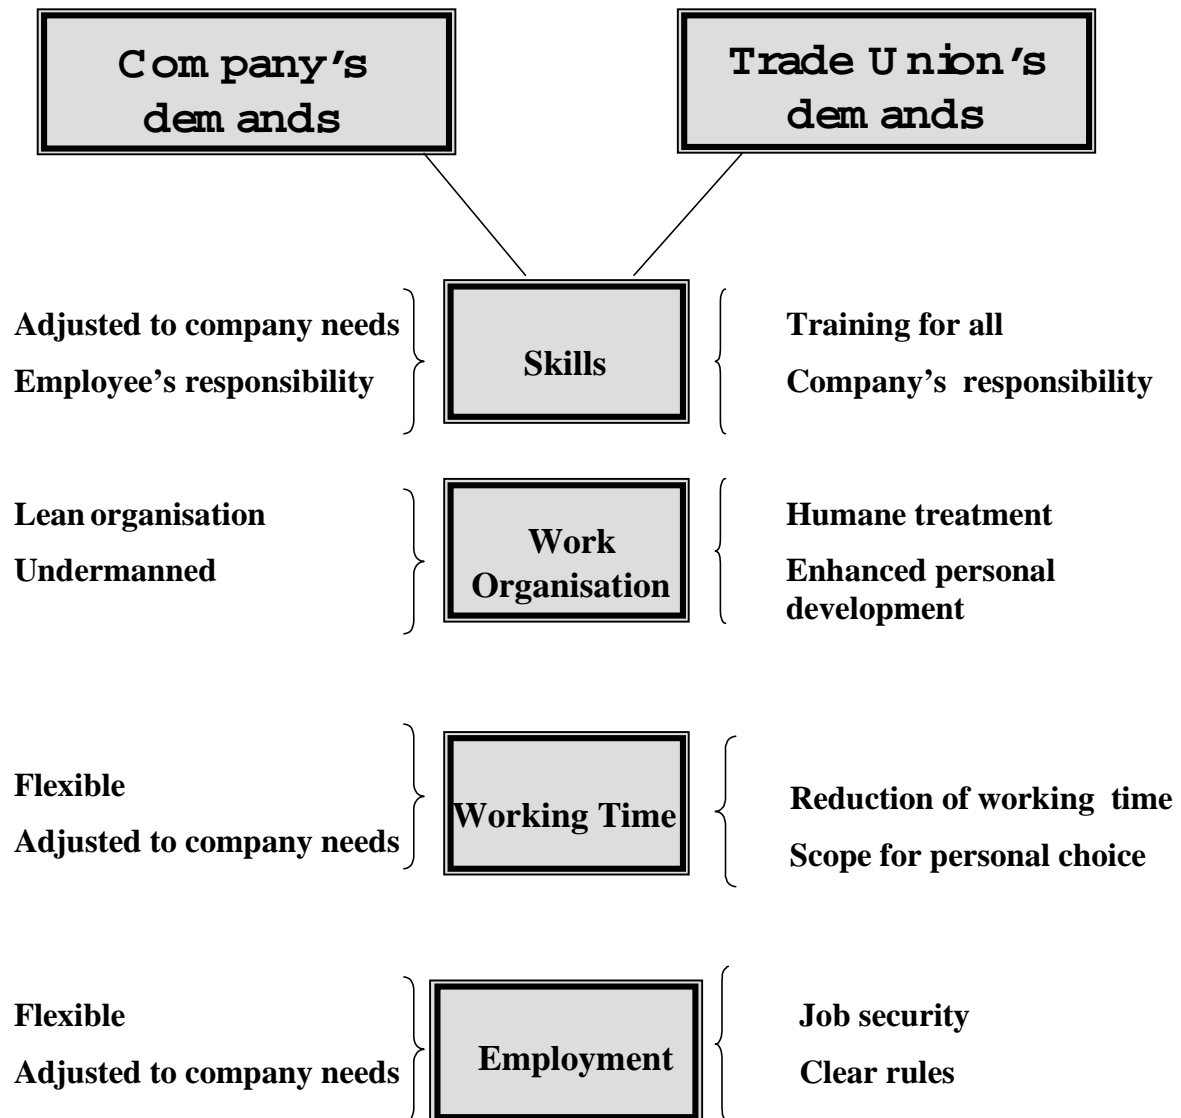 Company's
demands
Trade Union's
demands
Adjusted to company needs
Employee's responsibility
Skills
Training for all
Company's responsibility
Lean organisation
Undermanned
Work
Organisation
Humane treatment
Enhanced personal
development
Flexible
Adjusted to company needs
Working Time
Reduction of working time
Scope for personal choice
Flexible
Adjusted to company needs
Employment
Job security
Clear rules